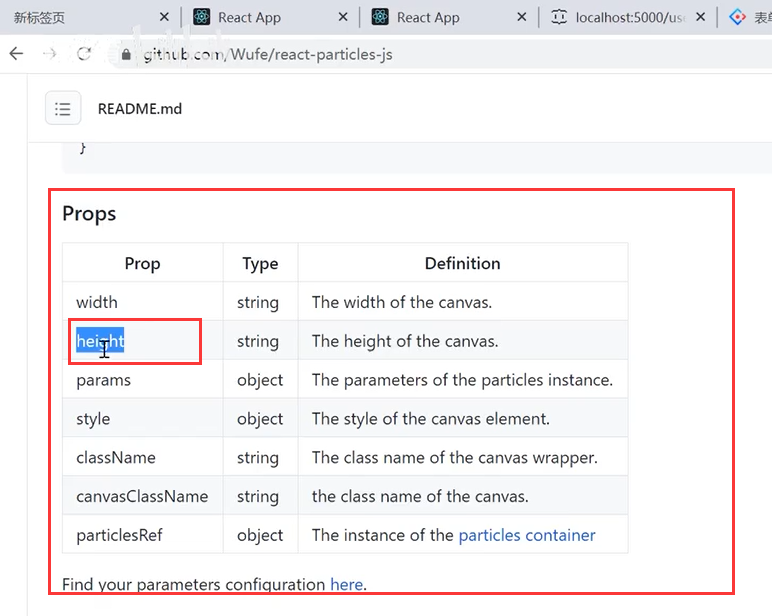 新标签页 React App React App localhost:5000/us
github.com/Wufe/react-particles-js
README.md
}
Props
Prop Type Definition
width string The width of the canvas.
height string The height of the canvas.
params object The parameters of the particles instance.
style object The style of the canvas element.
className string The class name of the canvas wrapper.
canvasClassName string the class name of the canvas.
particlesRef object The instance of the particles container
Find your parameters configuration here.